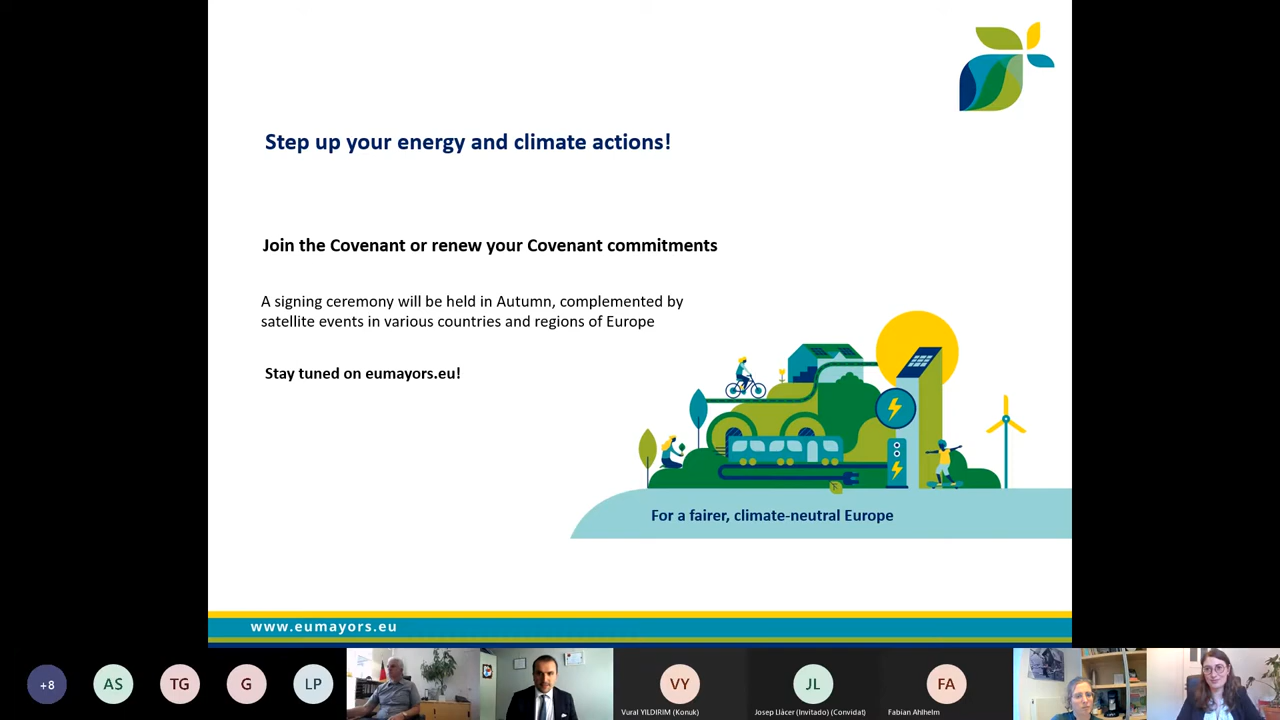 Step up your energy and climate actions!
Join the Covenant or renew your Covenant commitments
A signing ceremony will be held in Autumn, complemented by
satellite events in various countries and regions of Europe
Stay tuned on eumayors.eu!
For a fairer, climate-neutral Europe
www.eumayors.eu
+8
AS
TG
G
LP
VY
JL
FA
Vural YILDIRIM (Konuk)
Josep Llàcer (Invitado) (Convidat)
Fabian Ahlhelm